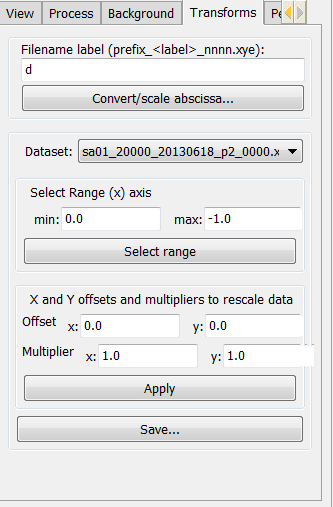 View Process Background Transforms Pe
Filename label (prefix_<label>_nnnn.xye):
d
Convert/scale abscissa...
Dataset: sa01_20000_20130618_p2_0000.x
Select Range (x) axis
min: 0.0 max: -1.0
Select range
X and Y offsets and multipliers to rescale data
Offset x: 0.0 y: 0.0
Multiplier x: 1.0 y: 1.0
Apply
Save...